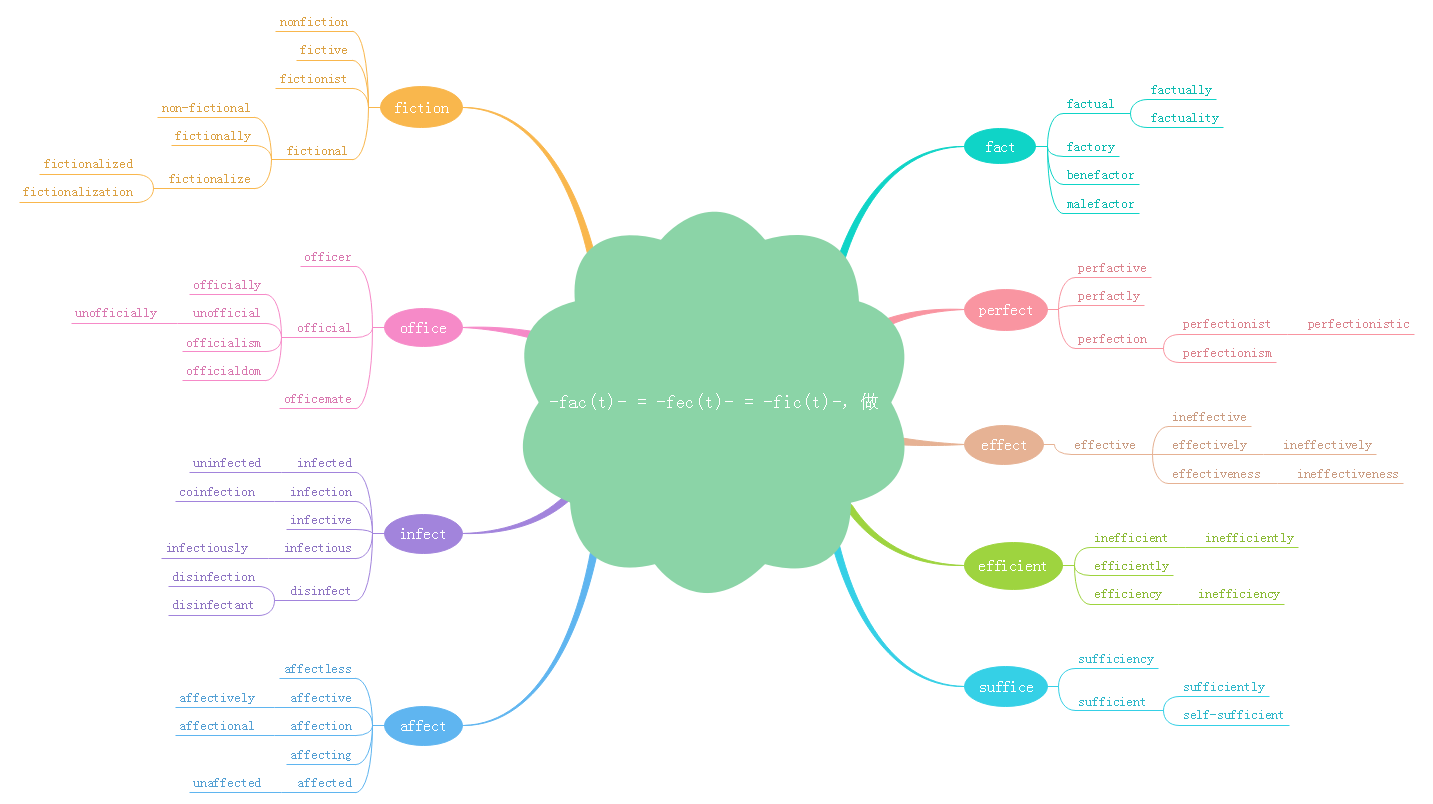 -fac(t)- = -fec(t)- = -fic(t)-, 做
fact
factual
factually
factuality
factory
benefactor
malefactor
perfect
perfactive
perfactly
perfection
perfectionist
perfectionistic
perfectionism
effect
effective
ineffective
effectively
ineffectively
effectiveness
ineffectiveness
efficient
inefficient
inefficiently
efficiently
efficiency
inefficiency
suffice
sufficiency
sufficient
sufficiently
self-sufficient
fiction
nonfiction
fictive
fictionist
fictional
non-fictional
fictionally
fictionalize
fictionalized
fictionalization
office
officer
official
officially
unofficial
unofficially
officialism
officialdom
officemate
infect
infected
uninfected
infection
coinfection
infective
infectious
infectiously
disinfect
disinfection
disinfectant
affect
affectless
affective
affectively
affection
affectional
affecting
affected
unaffected